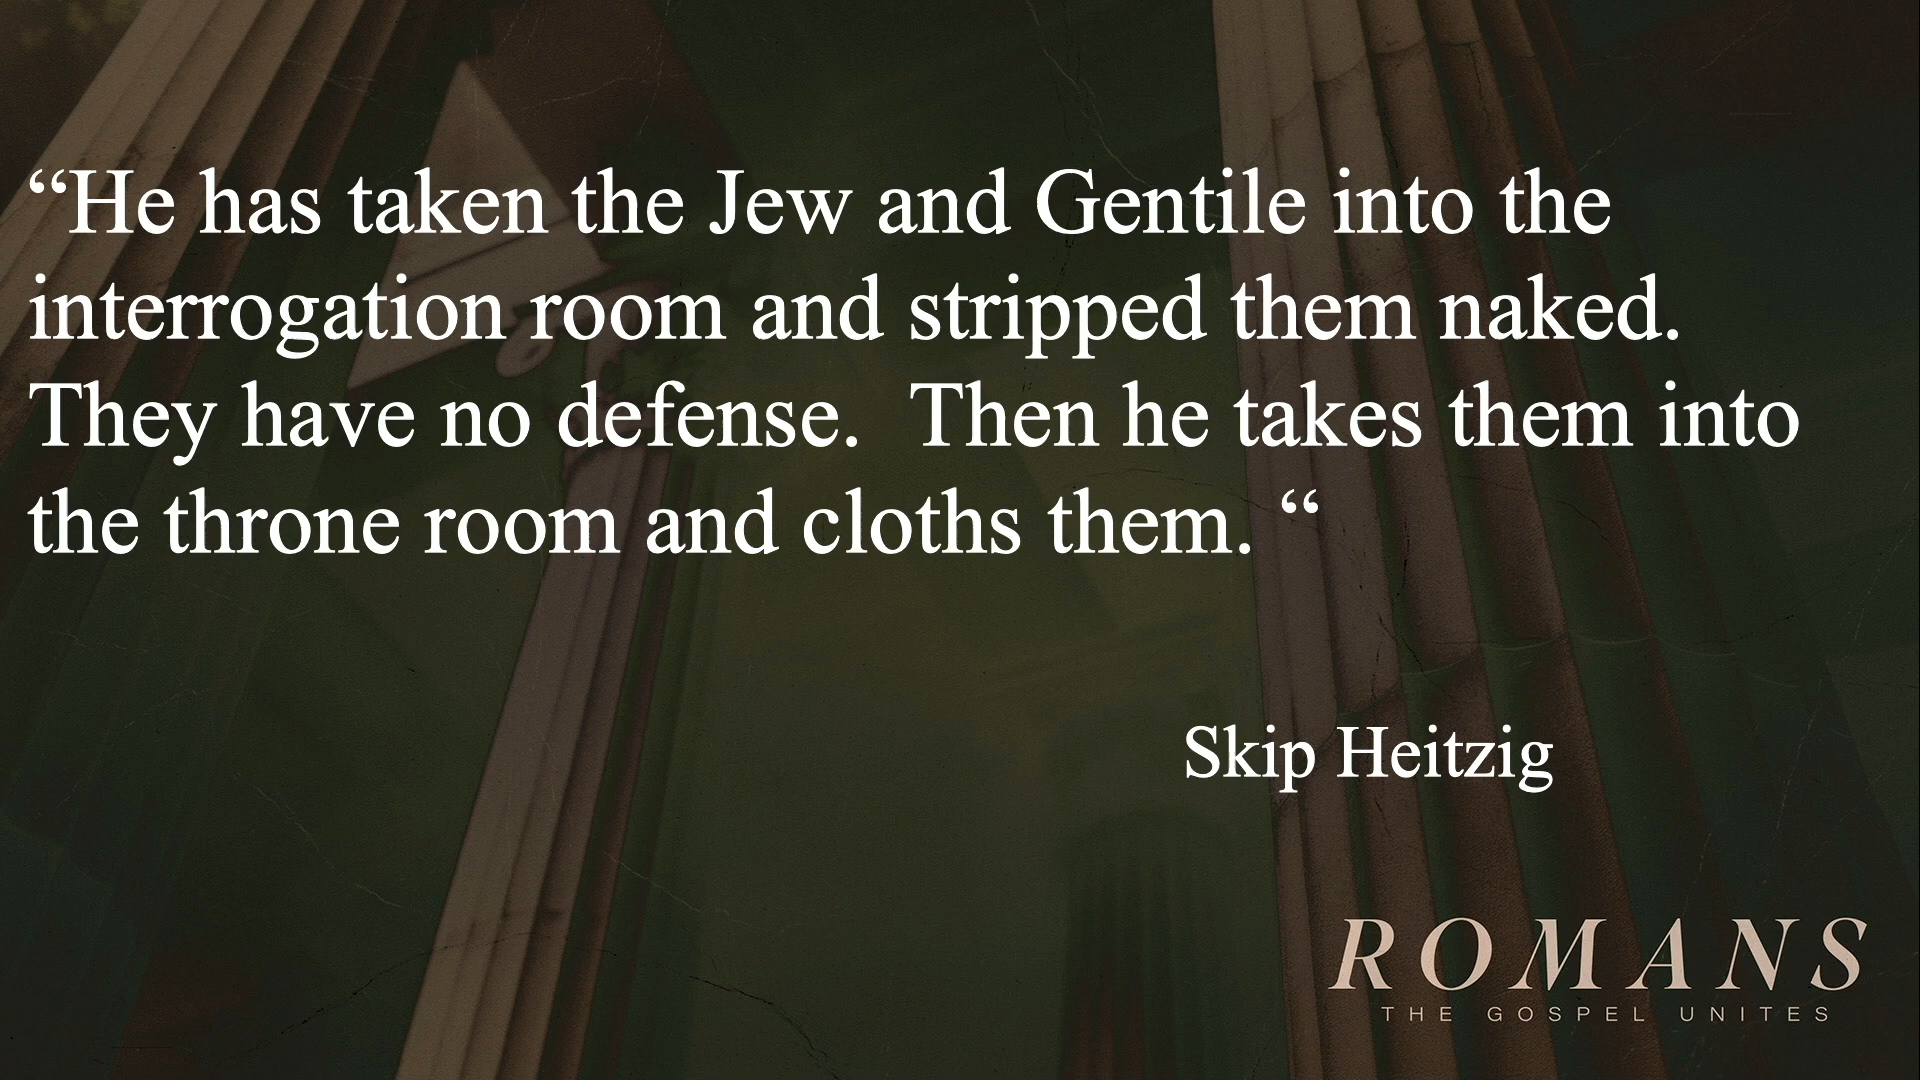 “He has taken the Jew and Gentile into the
interrogation room and stripped them naked.
They have no defense.  Then he takes them into
the throne room and cloths them. “
Skip Heitzig
ROMANS
THE GOSPEL UNITES